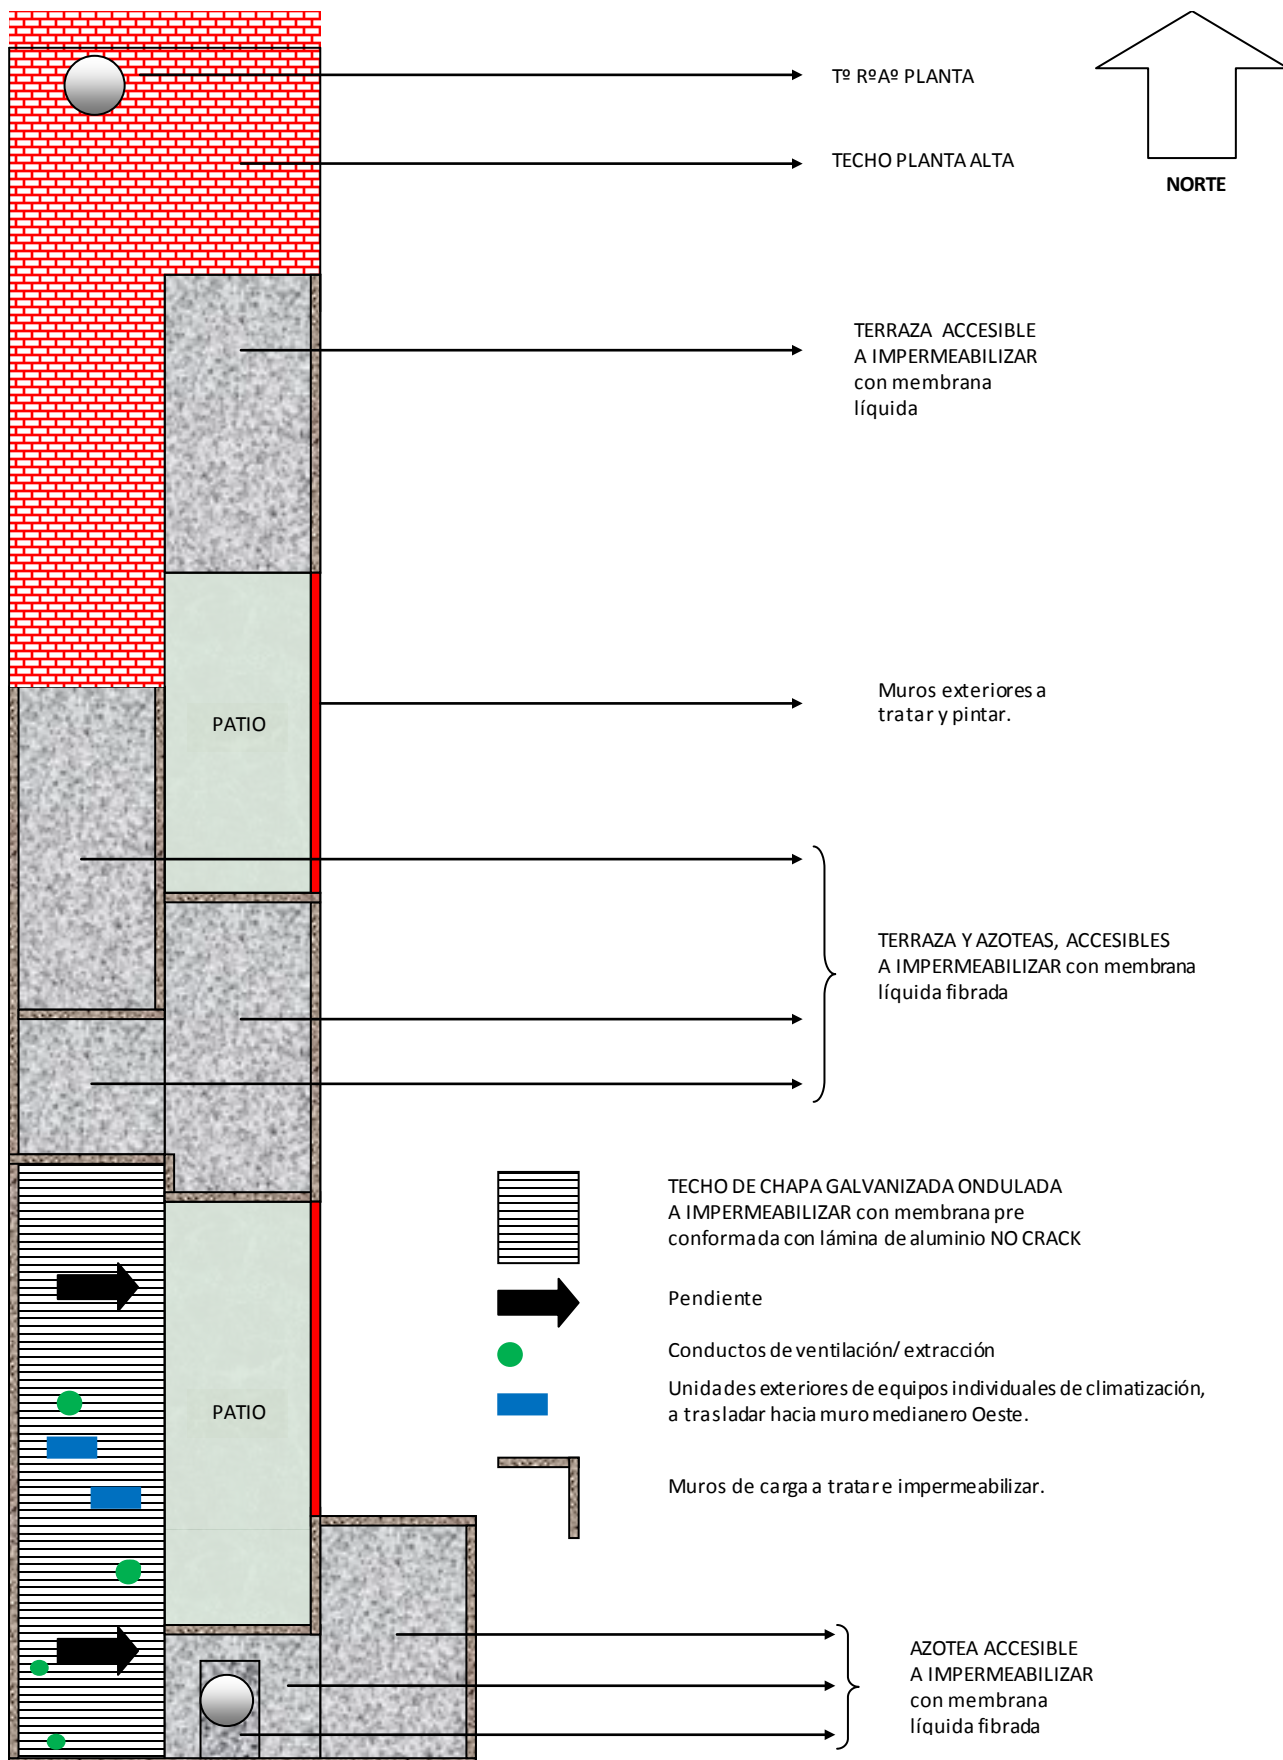 Tº RºAº PLANTA
TECHO PLANTA ALTA
NORTE
TERRAZA ACCESIBLE
A IMPERMEABILIZAR
con membrana
líquida
Muros exteriores a
tratar y pintar.
PATIO
TERRAZA Y AZOTEAS, ACCESIBLES
A IMPERMEABILIZAR con membrana
líquida fibrada
TECHO DE CHAPA GALVANIZADA ONDULADA
A IMPERMEABILIZAR con membrana pre
conformada con lámina de aluminio NO CRACK
Pendiente
Conductos de ventilación/ extracción
Unidades exteriores de equipos individuales de climatización,
a trasladar hacia muro medianero Oeste.
PATIO
Muros de carga a tratar e impermeabilizar.
AZOTEA ACCESIBLE
A IMPERMEABILIZAR
con membrana
líquida fibrada